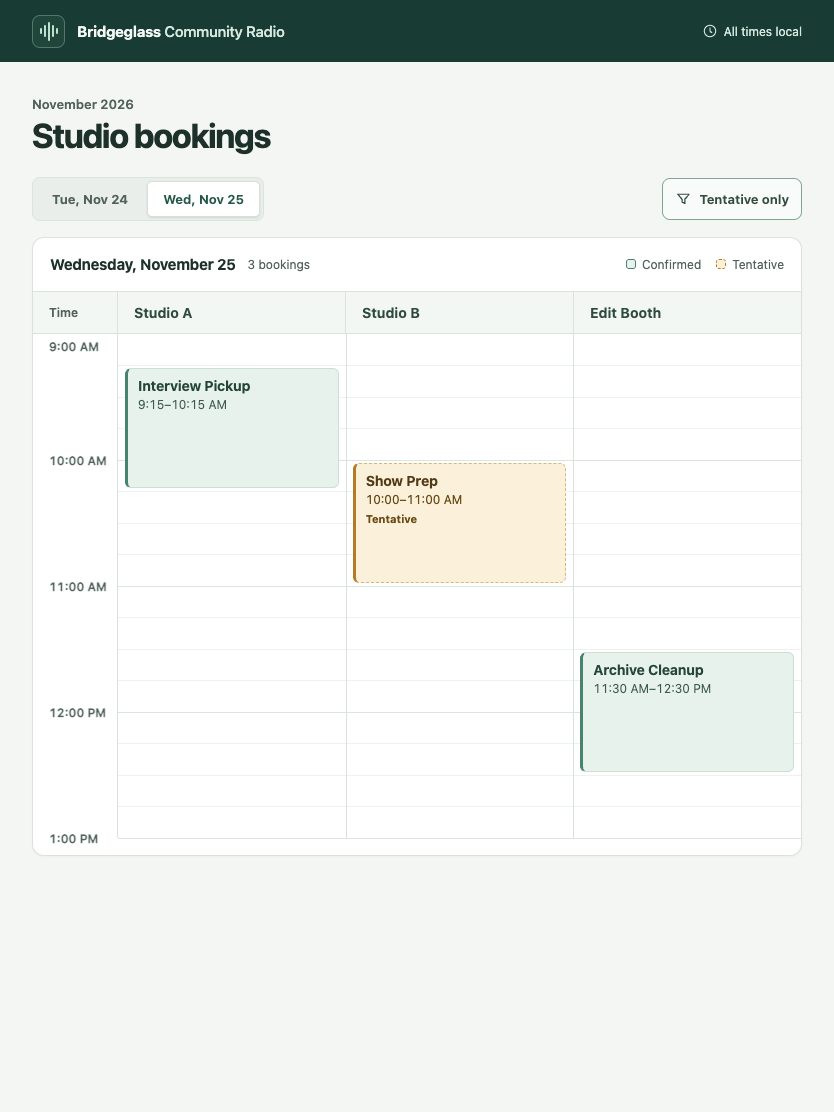 Bridgeglass Community Radio
All times local
November 2026
Studio bookings
Tue, Nov 24
Wed, Nov 25
Tentative only
Wednesday, November 25
3 bookings
Confirmed
Tentative
Time
Studio A
Studio B
Edit Booth
9:00 AM
Interview Pickup
9:15–10:15 AM
10:00 AM
Show Prep
10:00–11:00 AM
Tentative
11:00 AM
Archive Cleanup
11:30 AM–12:30 PM
12:00 PM
1:00 PM